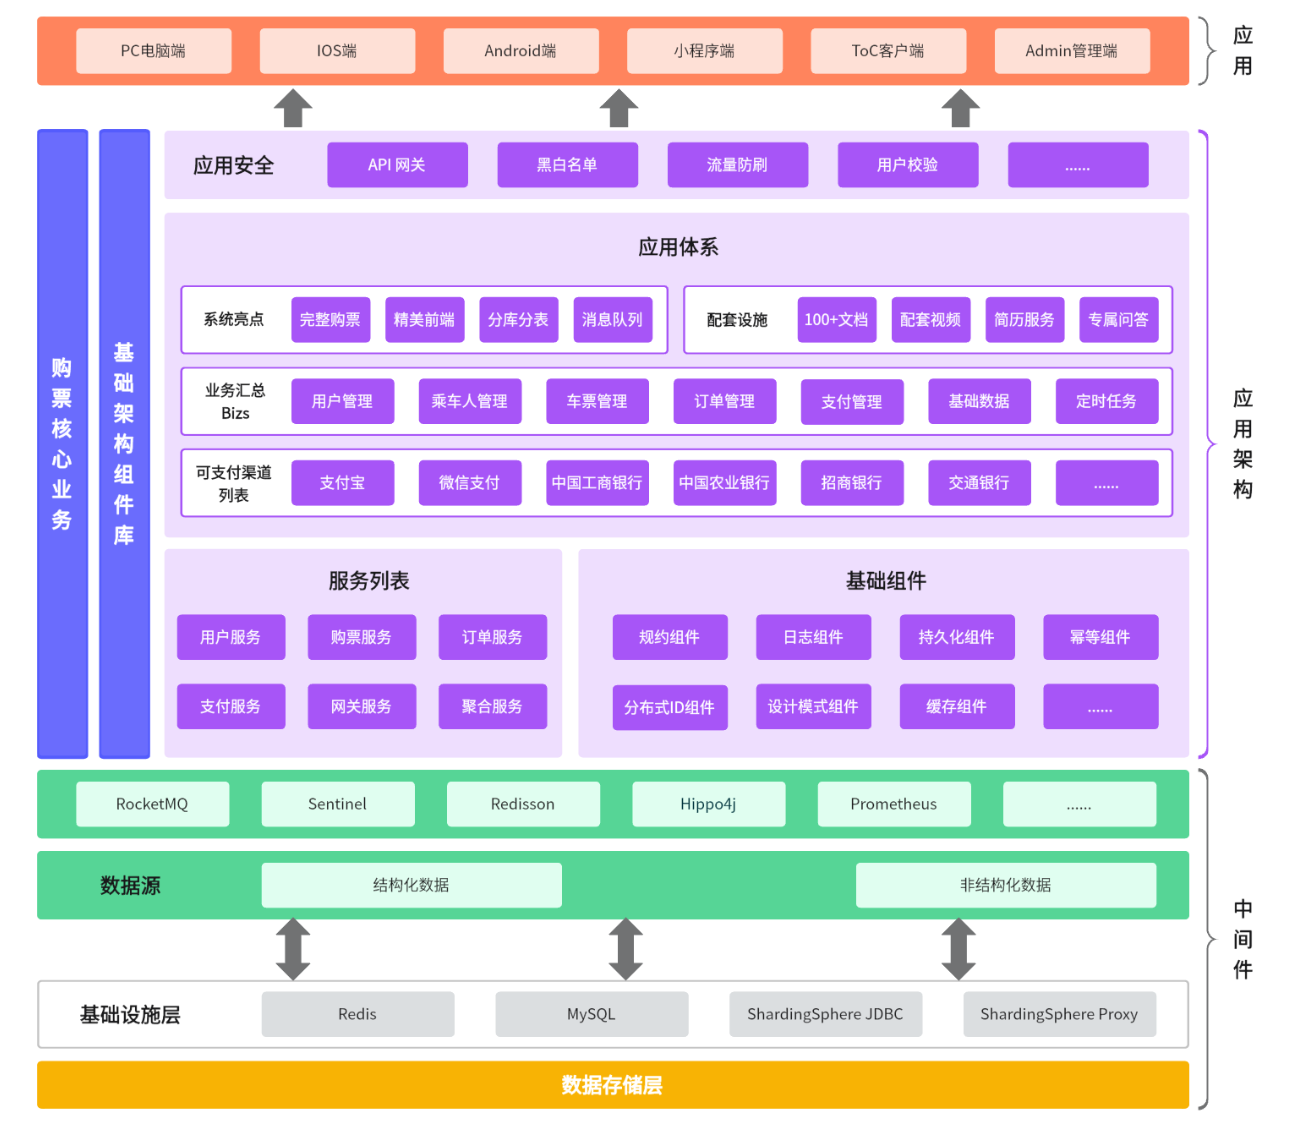 PC电脑端
IOS端
Android端
小程序端
ToC客户端
Admin管理端
应用
应用安全
API 网关
黑白名单
流量防刷
用户校验
......
购票核心业务
基础架构组件库
应用体系
系统亮点
完整购票
精美前端
分库分表
消息队列
配套设施
100+文档
配套视频
简历服务
专属问答
业务汇总
Bizs
用户管理
乘车人管理
车票管理
订单管理
支付管理
基础数据
定时任务
可支付渠道
列表
支付宝
微信支付
中国工商银行
中国农业银行
招商银行
交通银行
......
应用架构
服务列表
用户服务
购票服务
订单服务
支付服务
网关服务
聚合服务
基础组件
规约组件
日志组件
持久化组件
幂等组件
分布式ID组件
设计模式组件
缓存组件
......
RocketMQ
Sentinel
Redisson
Hippo4j
Prometheus
......
数据源
结构化数据
非结构化数据
中间件
基础设施层
Redis
MySQL
ShardingSphere JDBC
ShardingSphere Proxy
数据存储层